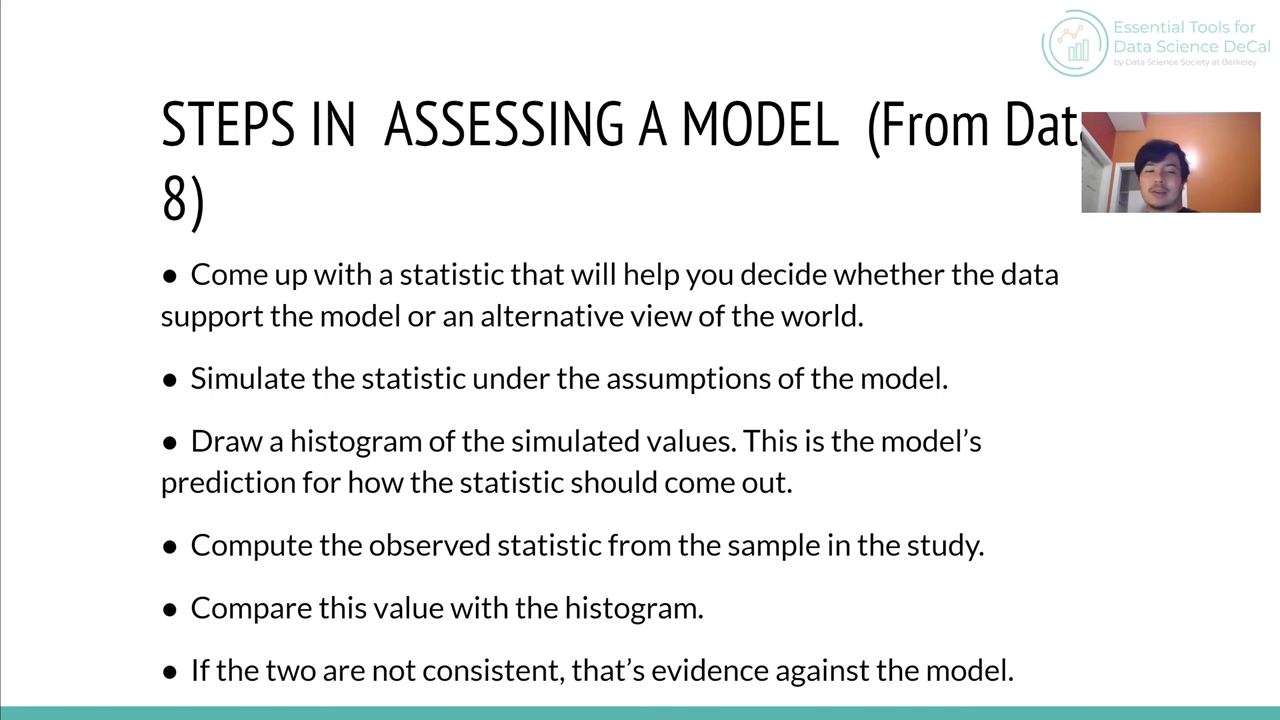 Essential Tools for
Data Science DeCal
by Data Science Society at Berkeley
STEPS IN  ASSESSING A MODEL  (From Dat
8)
● Come up with a statistic that will help you decide whether the data
support the model or an alternative view of the world.
● Simulate the statistic under the assumptions of the model.
● Draw a histogram of the simulated values. This is the model’s
prediction for how the statistic should come out.
● Compute the observed statistic from the sample in the study.
● Compare this value with the histogram.
● If the two are not consistent, that’s evidence against the model.